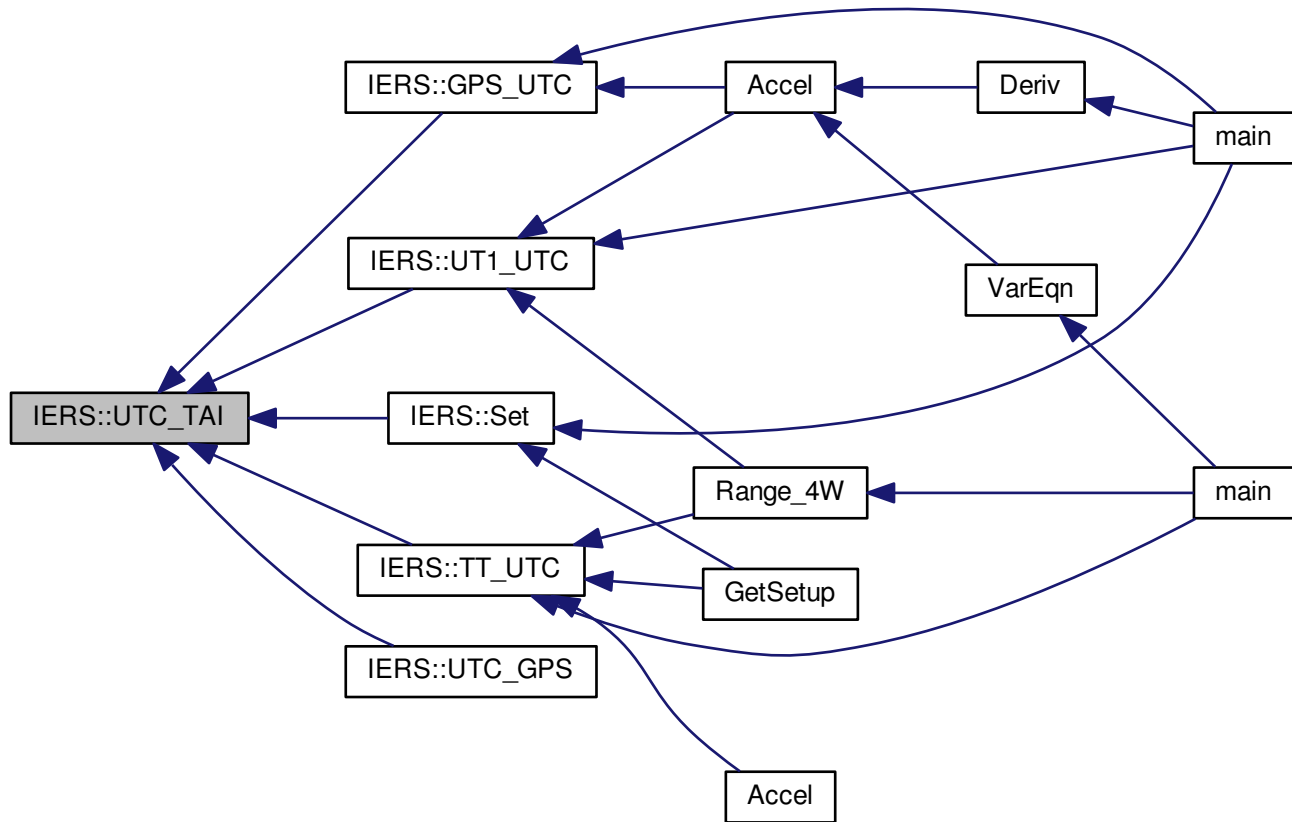 IERS::GPS_UTC
Accel
Deriv
main
IERS::UT1_UTC
VarEqn
IERS::UTC_TAI
IERS::Set
Range_4W
main
IERS::TT_UTC
GetSetup
IERS::UTC_GPS
Accel